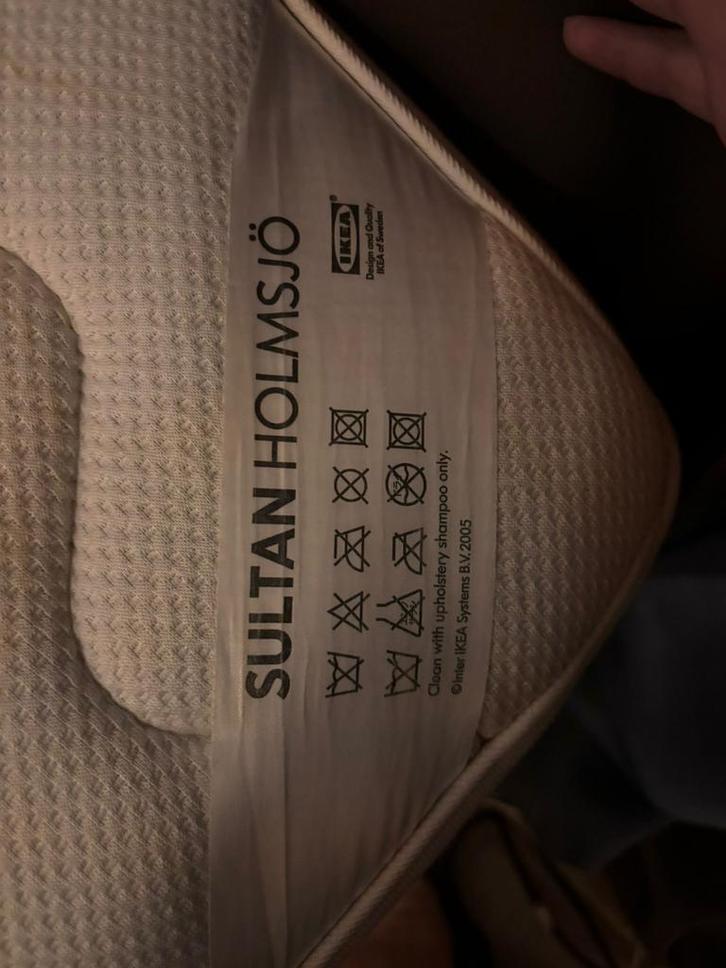 SULTAN HOLMSJÖ
IKEA®
Design and Quality
IKEA of Sweden
Clean with upholstery shampoo only.
© Inter IKEA Systems B.V. 2005